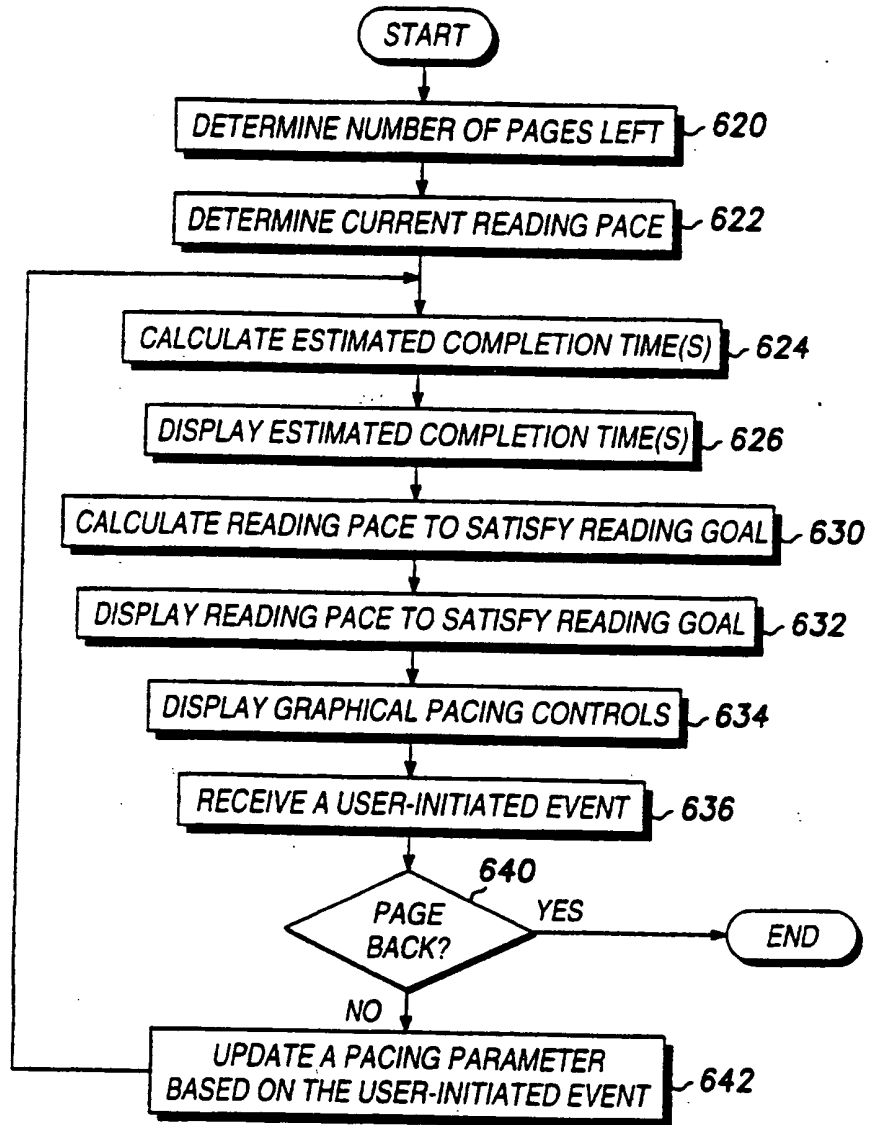 START
DETERMINE NUMBER OF PAGES LEFT 620
DETERMINE CURRENT READING PACE 622
CALCULATE ESTIMATED COMPLETION TIME(S) 624
DISPLAY ESTIMATED COMPLETION TIME(S) 626
CALCULATE READING PACE TO SATISFY READING GOAL 630
DISPLAY READING PACE TO SATISFY READING GOAL 632
DISPLAY GRAPHICAL PACING CONTROLS 634
RECEIVE A USER-INITIATED EVENT 636
640
PAGE
BACK?
YES
END
NO
UPDATE A PACING PARAMETER
BASED ON THE USER-INITIATED EVENT 642